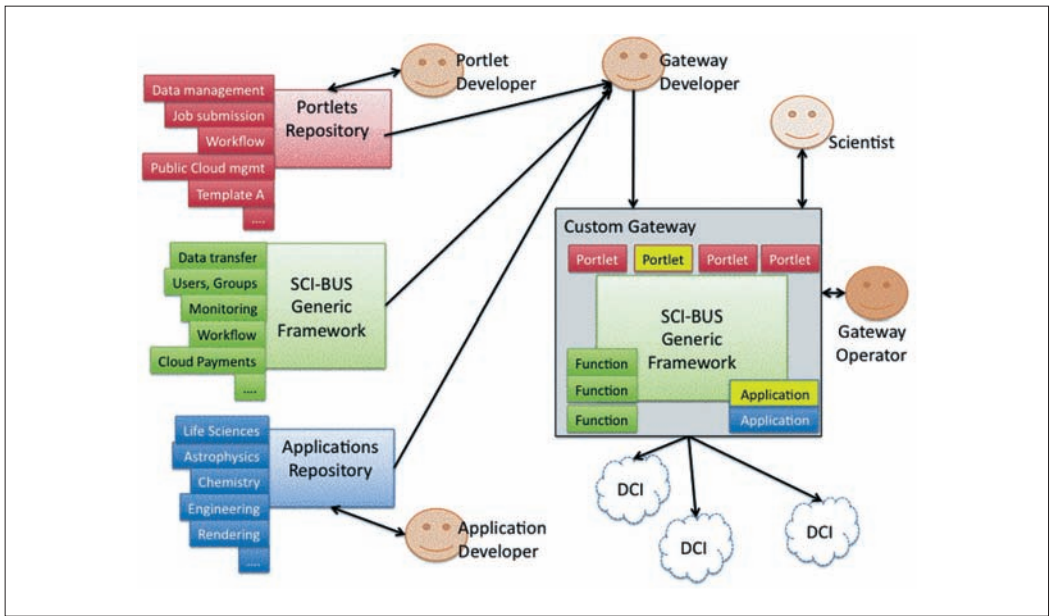 Portlet
Developer
Gateway
Developer
Data management
Job submission
Workflow
Public Cloud mgmt
Template A
....
Portlets
Repository
Scientist
Custom Gateway
Portlet
Portlet
Portlet
Portlet
Data transfer
Users, Groups
Monitoring
Workflow
Cloud Payments
....
SCI-BUS
Generic
Framework
SCI-BUS
Generic
Framework
Function
Function
Function
Application
Application
Gateway
Operator
Life Sciences
Astrophysics
Chemistry
Engineering
Rendering
....
Applications
Repository
Application
Developer
DCI
DCI
DCI